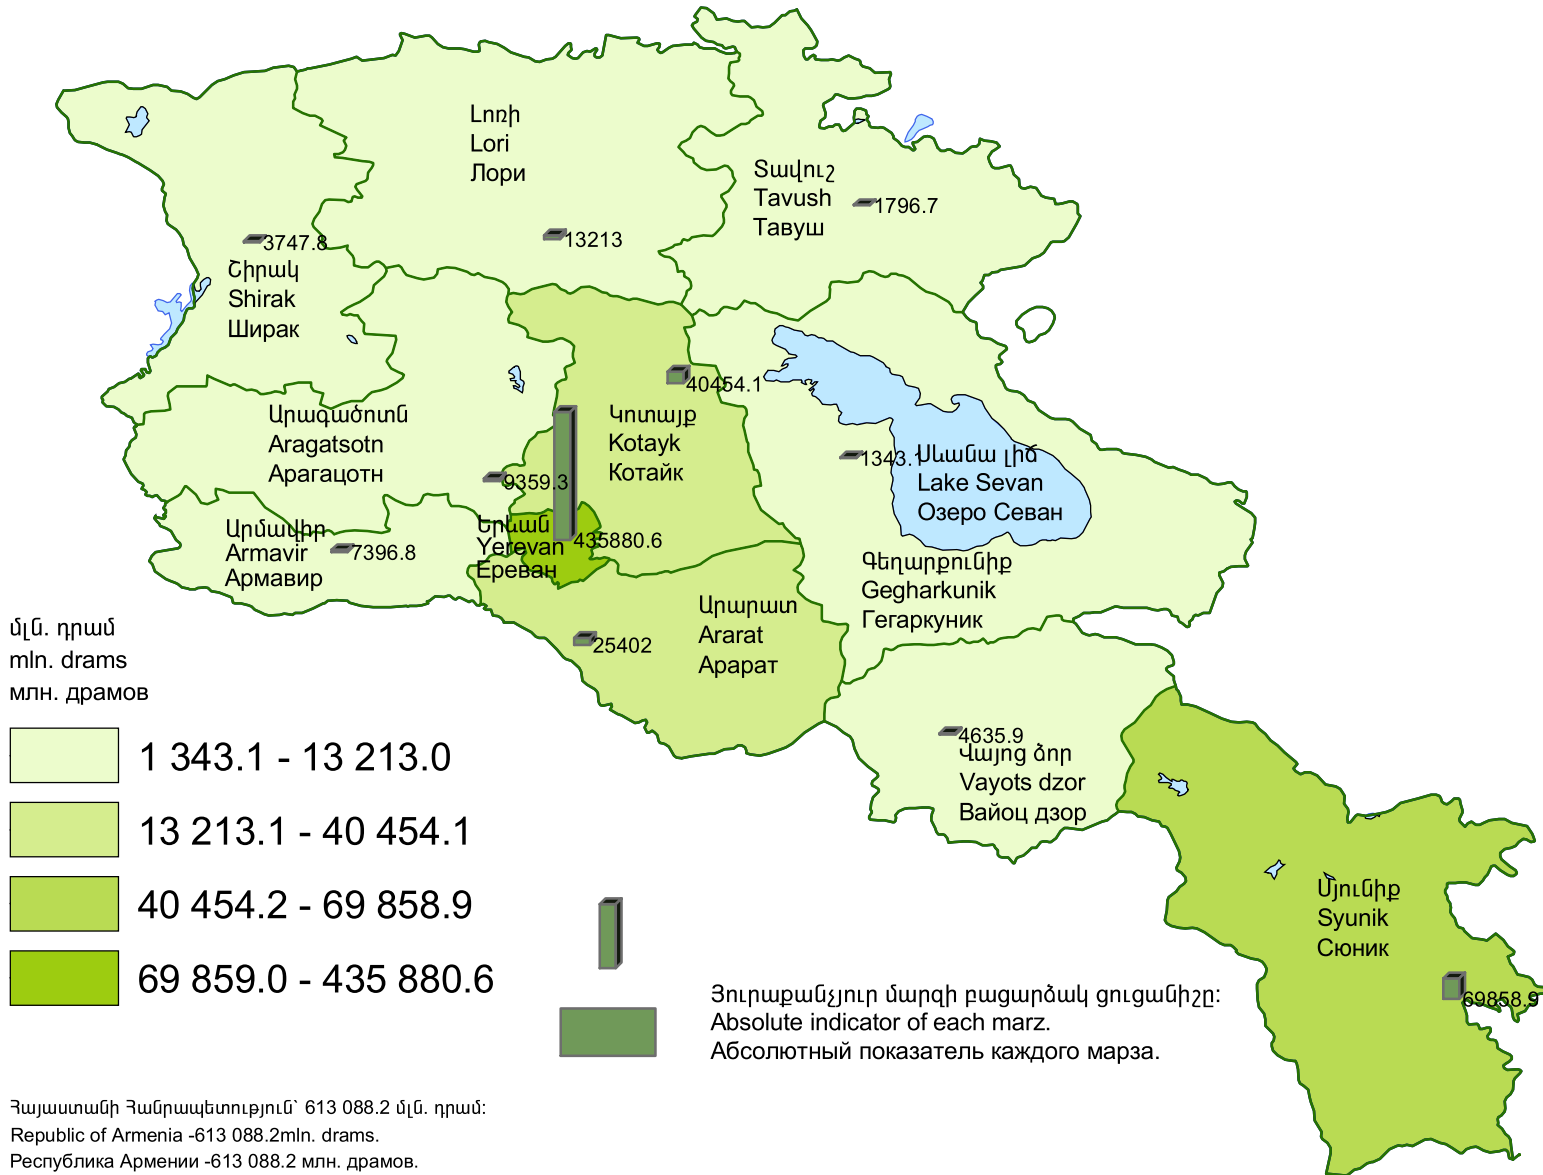 Լոռի
Lori
Лори
13213
Տավուշ
Tavush
Тавуш
1796.7
3747.8
Շիրակ
Shirak
Ширак
40454.1
Կոտայք
Kotayk
Котайк
Արագածոտն
Aragatsotn
Арагацотн
9359.3
1343.1
Սևանա լիճ
Lake Sevan
Озеро Севан
Արմավիր
Armavir
Армавир
7396.8
Երևան
Yerevan
Ереван
435880.6
Գեղարքունիք
Gegharkunik
Гегаркуник
Արարատ
Ararat
Арарат
25402
4635.9
Վայոց ձոր
Vayots dzor
Вайоц дзор
Սյունիք
Syunik
Сюник
69858.9
մլն. դրամ
mln. drams
млн. драмов
1 343.1 - 13 213.0
13 213.1 - 40 454.1
40 454.2 - 69 858.9
69 859.0 - 435 880.6
Յուրաքանչյուր մարզի բացարձակ ցուցանիշը:
Absolute indicator of each marz.
Абсолютный показатель каждого марза.
Հայաստանի Հանրապետություն՝ 613 088.2 մլն. դրամ:
Republic of Armenia -613 088.2mln. drams.
Республика Армении -613 088.2 млн. драмов.